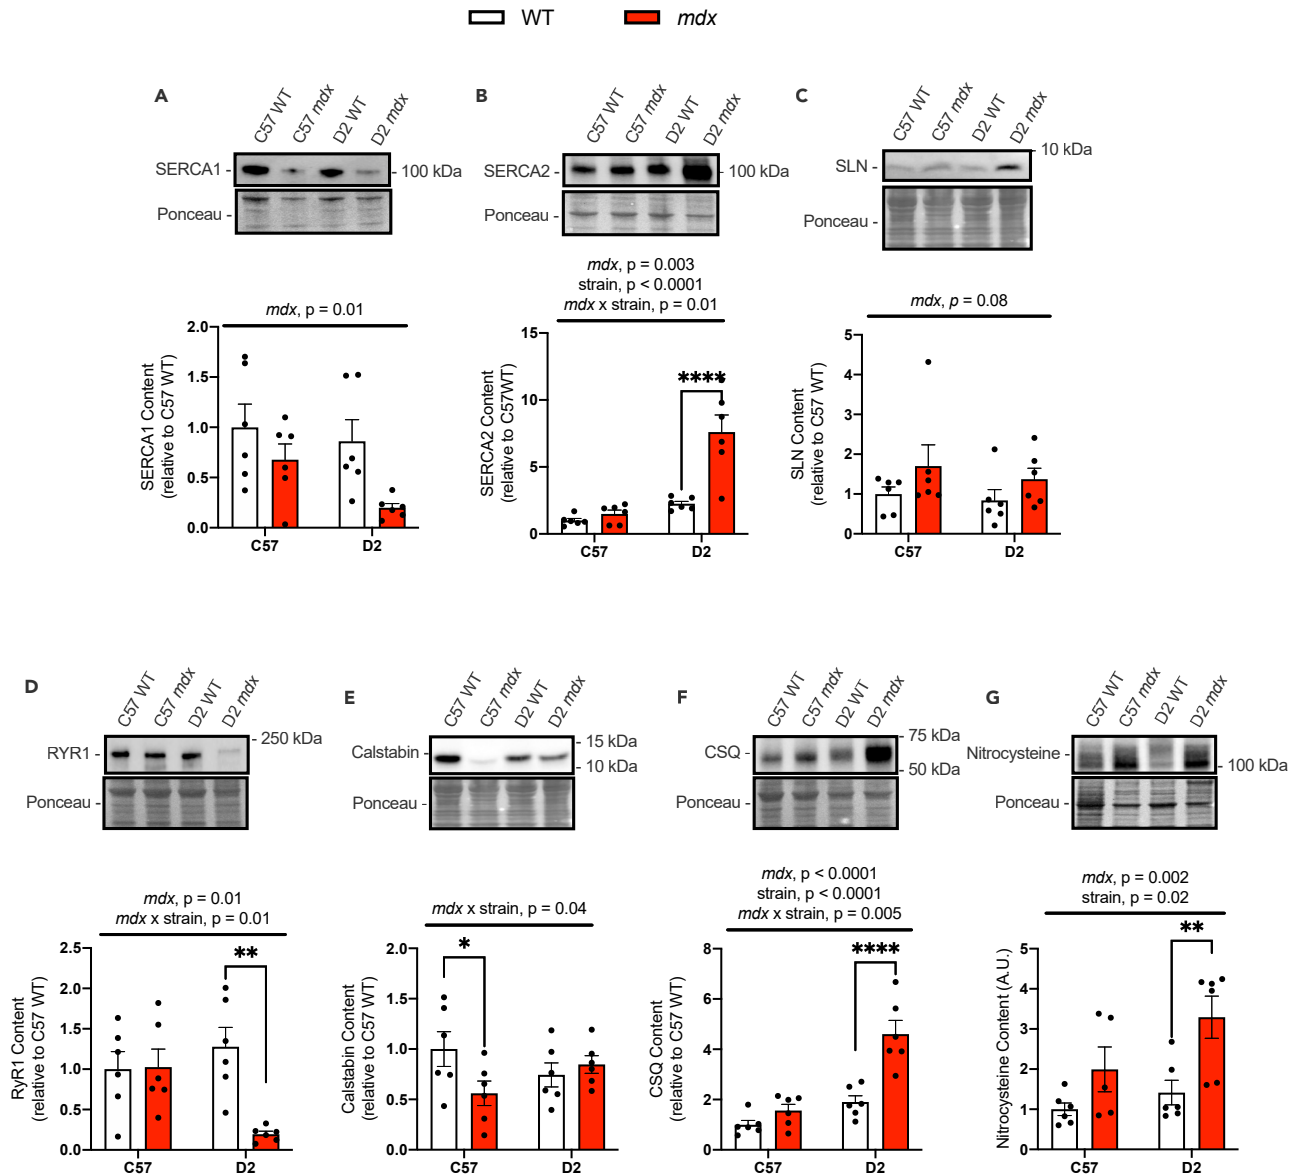 WT mdx
A
C57 WT
C57 mdx
D2 WT
D2 mdx
SERCA1 - - 100 kDa
Ponceau -
mdx, p = 0.01
SERCA1 Content
(relative to C57 WT)
2.0
1.5
1.0
0.5
0.0
C57 D2
B
C57 WT
C57 mdx
D2 WT
D2 mdx
SERCA2 - - 100 kDa
Ponceau -
mdx, p = 0.003
strain, p < 0.0001
mdx x strain, p = 0.01
SERCA2 Content
(relative to C57WT)
15
10
5
0
****
C57 D2
C
C57 WT
C57 mdx
D2 WT
D2 mdx
10 kDa
SLN -
Ponceau -
mdx, p = 0.08
SLN Content
(relative to C57 WT)
5
4
3
2
1
0
C57 D2
D
C57 WT
C57 mdx
D2 WT
D2 mdx
- 250 kDa
RYR1 -
Ponceau -
mdx, p = 0.01
mdx x strain, p = 0.01
RyR1 Content
(relative to C57 WT)
2.5
2.0
1.5
1.0
0.5
0.0
**
C57 D2
E
C57 WT
C57 mdx
D2 WT
D2 mdx
- 15 kDa
Calstabin -
- 10 kDa
Ponceau -
mdx x strain, p = 0.04
Calstabin Content
(relative to C57 WT)
2.0
1.5
1.0
0.5
0.0
*
C57 D2
F
C57 WT
C57 mdx
D2 WT
D2 mdx
- 75 kDa
CSQ -
- 50 kDa
Ponceau -
mdx, p < 0.0001
strain, p < 0.0001
mdx x strain, p = 0.005
CSQ Content
(relative to C57 WT)
8
6
4
2
0
****
C57 D2
G
C57 WT
C57 mdx
D2 WT
D2 mdx
Nitrocysteine -
- 100 kDa
Ponceau -
mdx, p = 0.002
strain, p = 0.02
Nitrocysteine Content (A.U.)
5
4
3
2
1
0
**
C57 D2